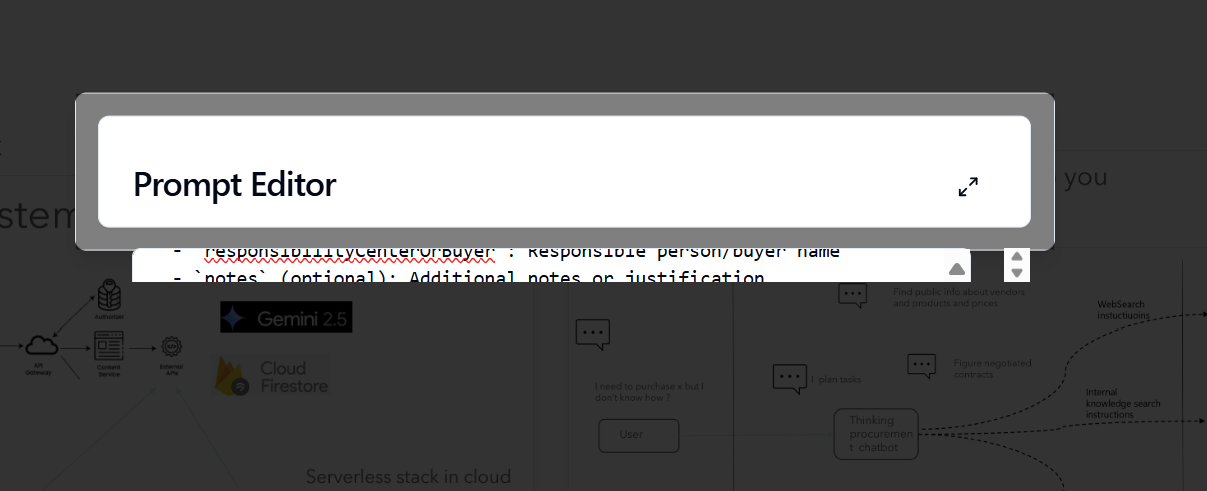 Prompt Editor
you
stem
- `responsibilityCenterOrBuyer`: Responsible person/buyer name
- `notes` (optional): Additional notes or justification
Authorizer
API
Gateway
Content
Service
External
APIs
Gemini 2.5
Cloud
Firestore
Serverless stack in cloud
I need to purchase x but I
don't know how ?
User
I plan tasks
Thinking
procuremen
t chatbot
Find public info about vendors
and products and prices
Figure negotiated
contracts
WebSearch
instuctiuoins
Internal
knowledge search
instructions